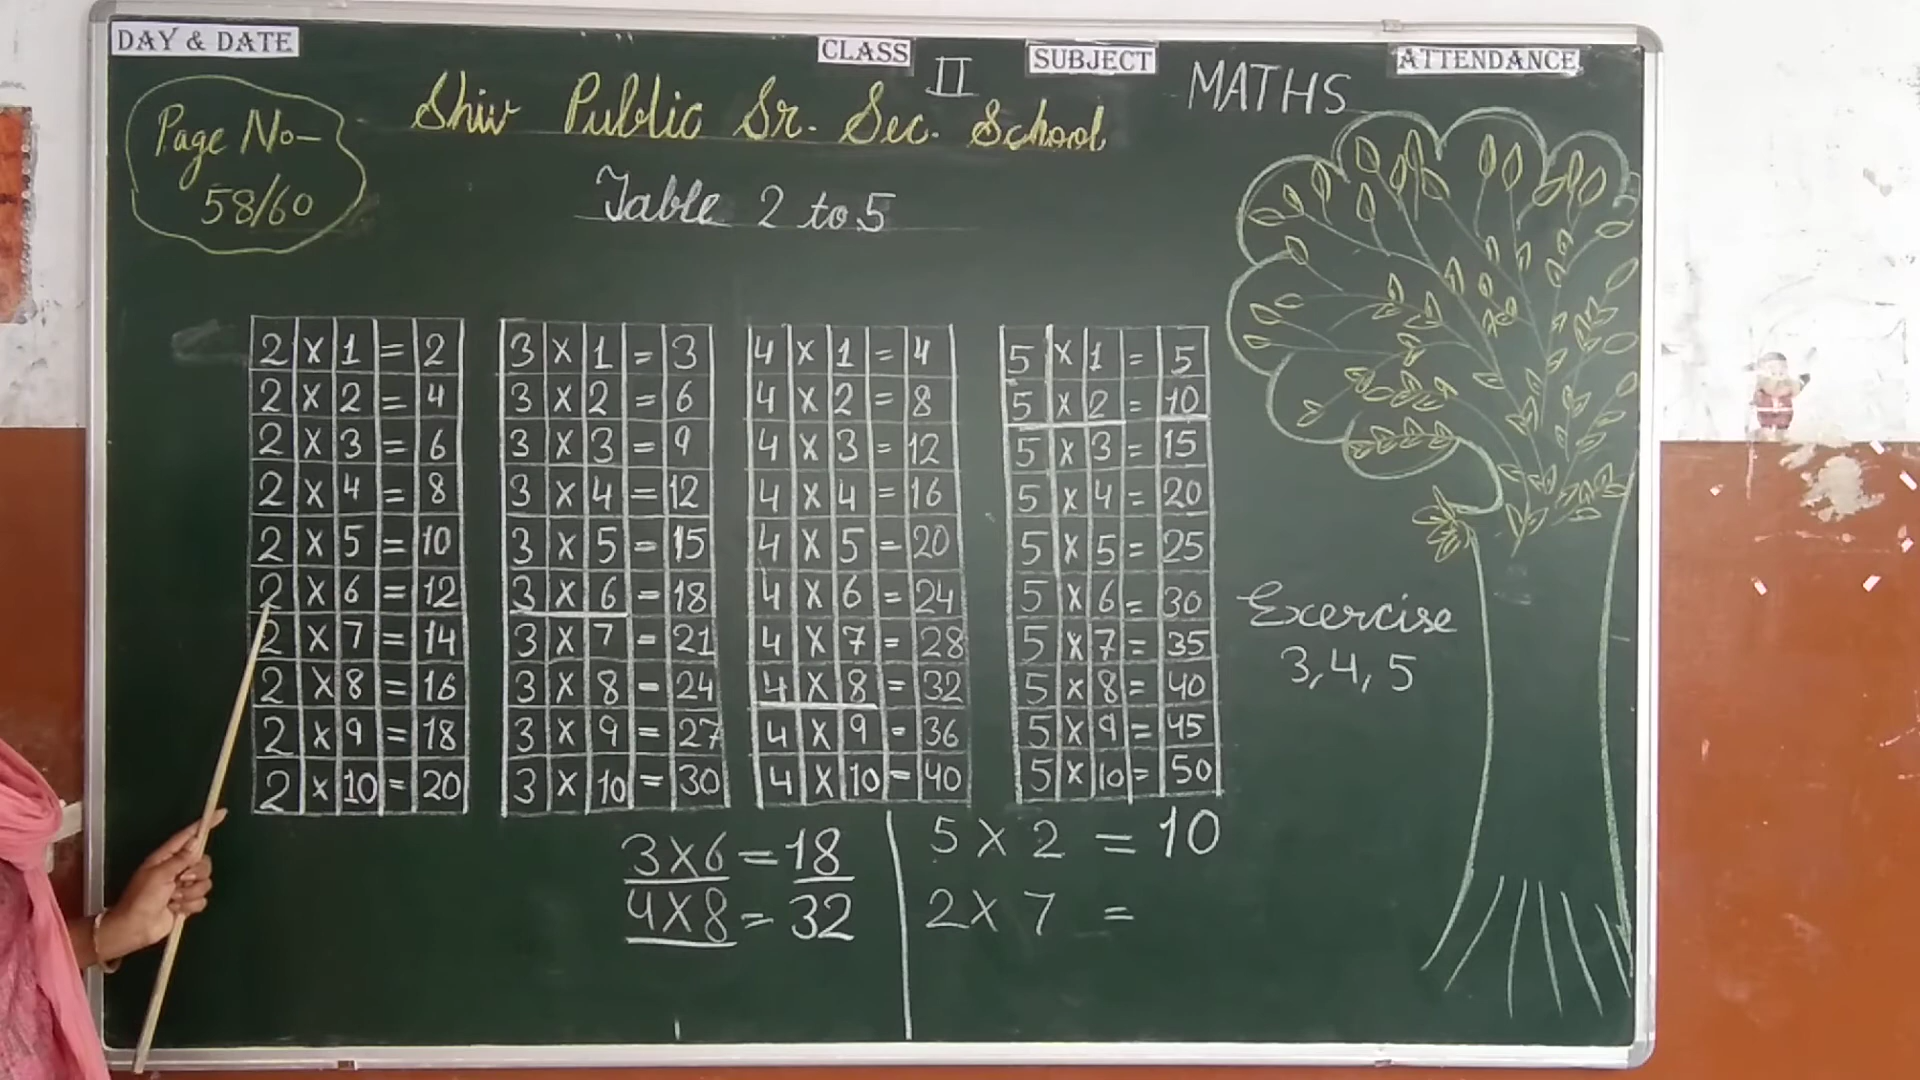 DAY & DATE
CLASS II
SUBJECT MATHS
ATTENDANCE
Page No-
58/60
Shiv Public Sr. Sec. School
Table 2 to 5
2 x 1 = 2
2 x 2 = 4
2 x 3 = 6
2 x 4 = 8
2 x 5 = 10
2 x 6 = 12
2 x 7 = 14
2 x 8 = 16
2 x 9 = 18
2 x 10 = 20
3 x 1 = 3
3 x 2 = 6
3 x 3 = 9
3 x 4 = 12
3 x 5 = 15
3 x 6 = 18
3 x 7 = 21
3 x 8 = 24
3 x 9 = 27
3 x 10 = 30
4 x 1 = 4
4 x 2 = 8
4 x 3 = 12
4 x 4 = 16
4 x 5 = 20
4 x 6 = 24
4 x 7 = 28
4 x 8 = 32
4 x 9 = 36
4 x 10 = 40
5 x 1 = 5
5 x 2 = 10
5 x 3 = 15
5 x 4 = 20
5 x 5 = 25
5 x 6 = 30
5 x 7 = 35
5 x 8 = 40
5 x 9 = 45
5 x 10 = 50
Exercise
3, 4, 5
3 x 6 = 18
4 x 8 = 32
5 x 2 = 10
2 x 7 =